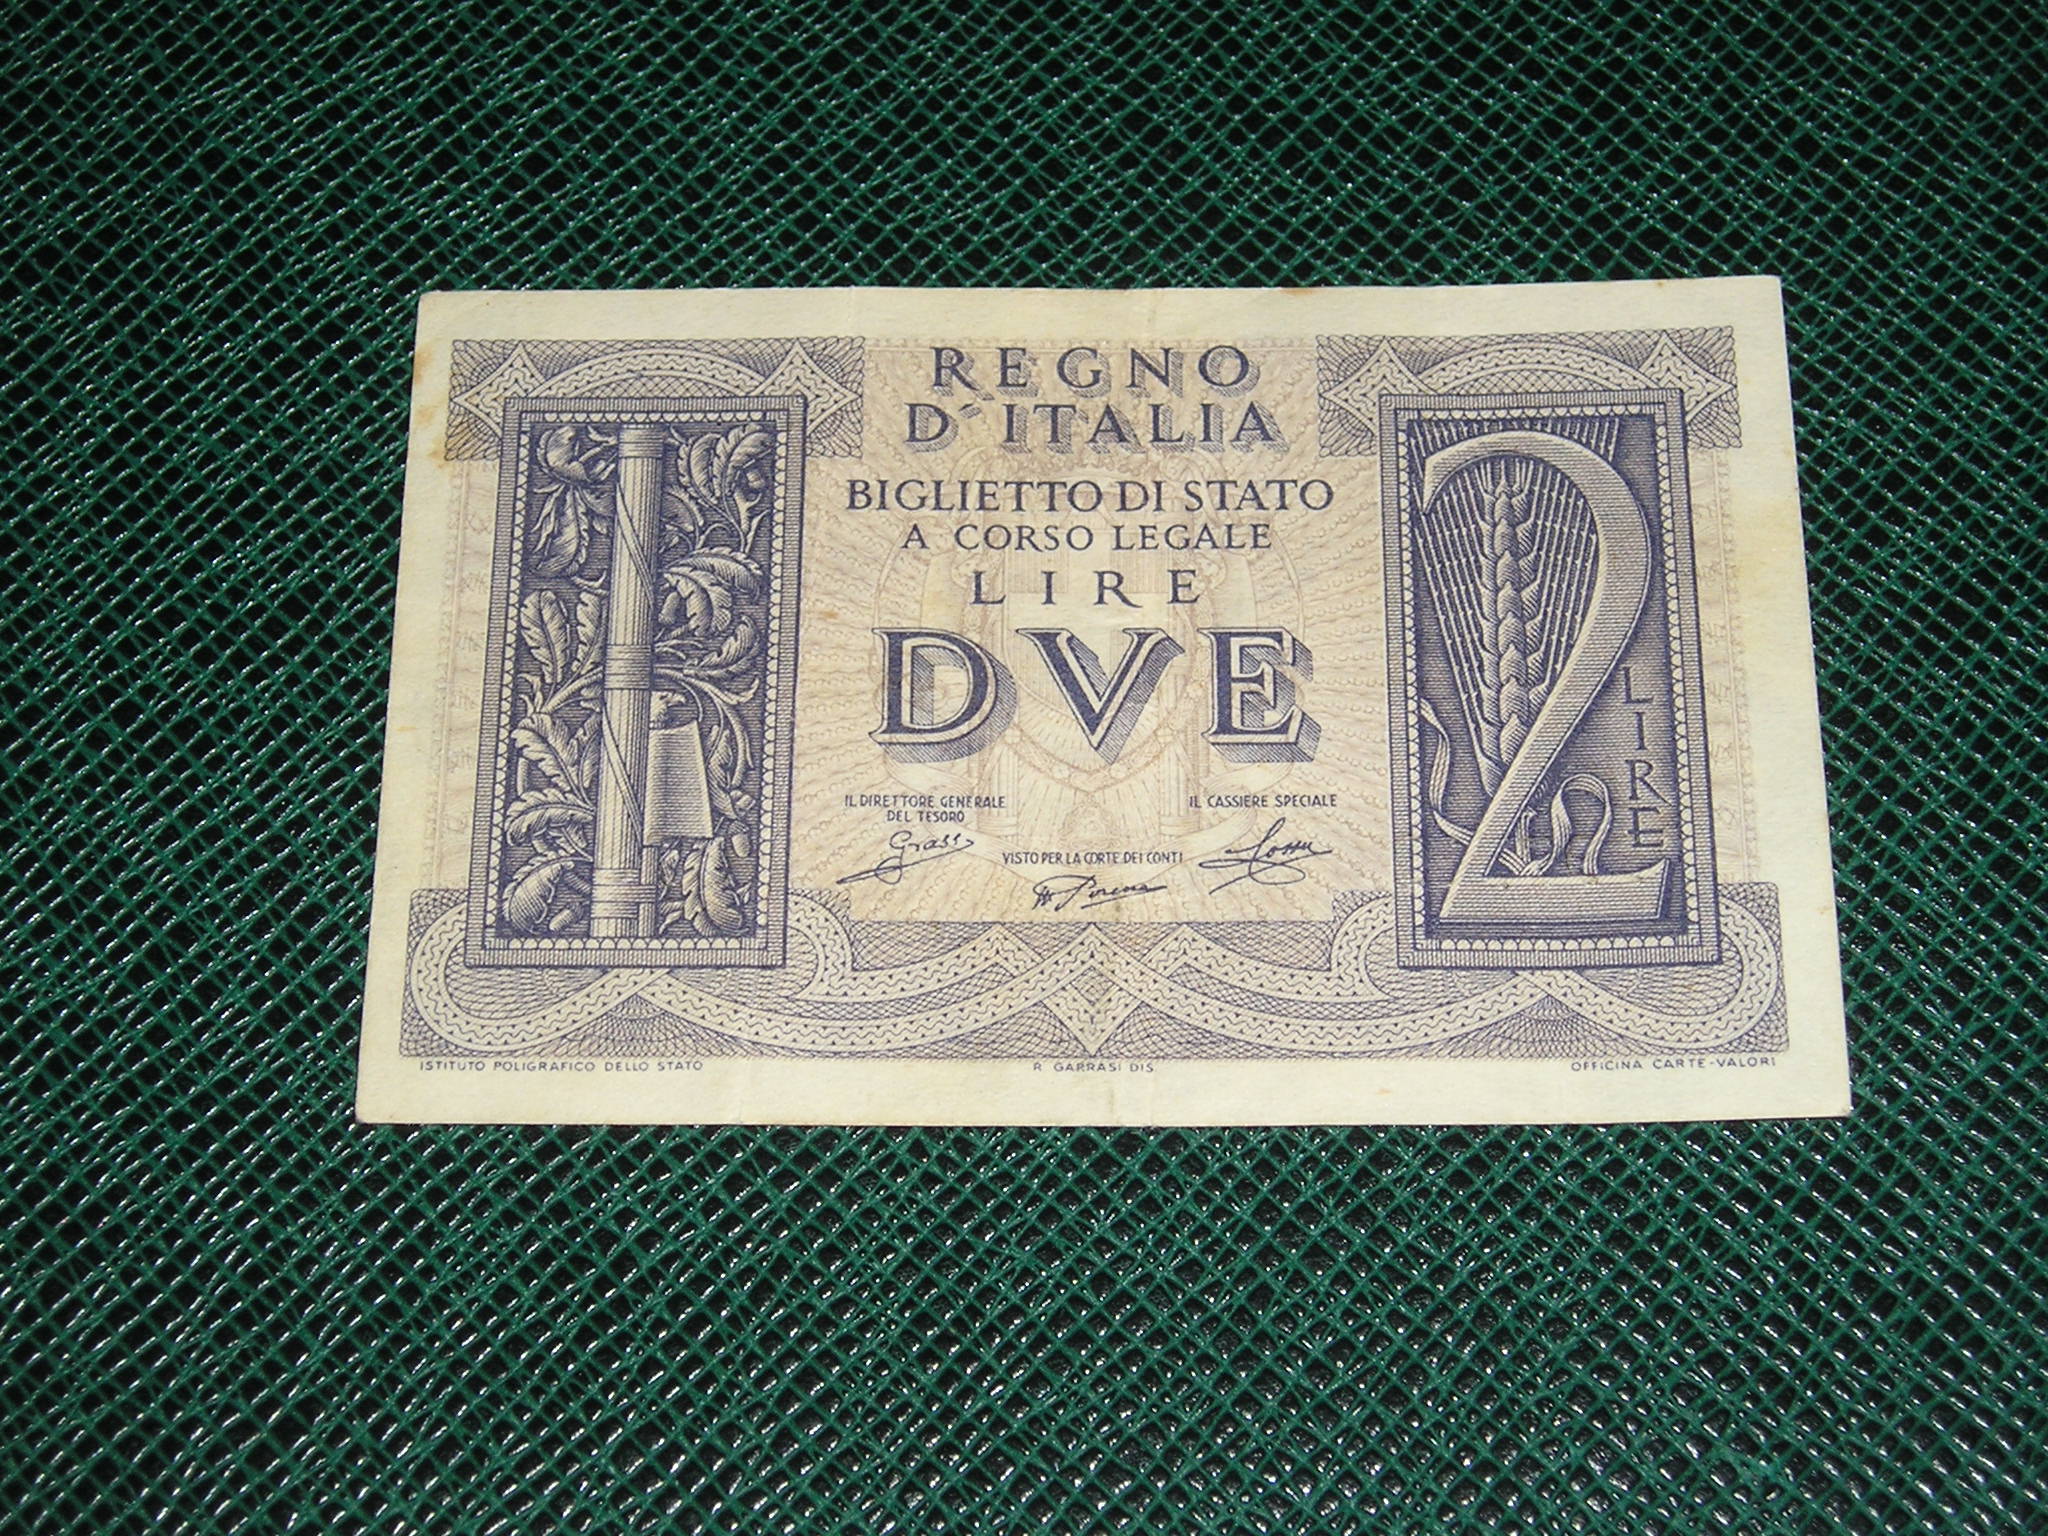 REGNO
D'ITALIA
BIGLIETTO DI STATO
A CORSO LEGALE
LIRE
DVE
2
LIRE
IL DIRETTORE GENERALE
DEL TESORO
IL CASSIERE SPECIALE
VISTO PER LA CORTE DEI CONTI
ISTITUTO POLIGRAFICO DELLO STATO
R GARRASI DIS
OFFICINA CARTE-VALORI